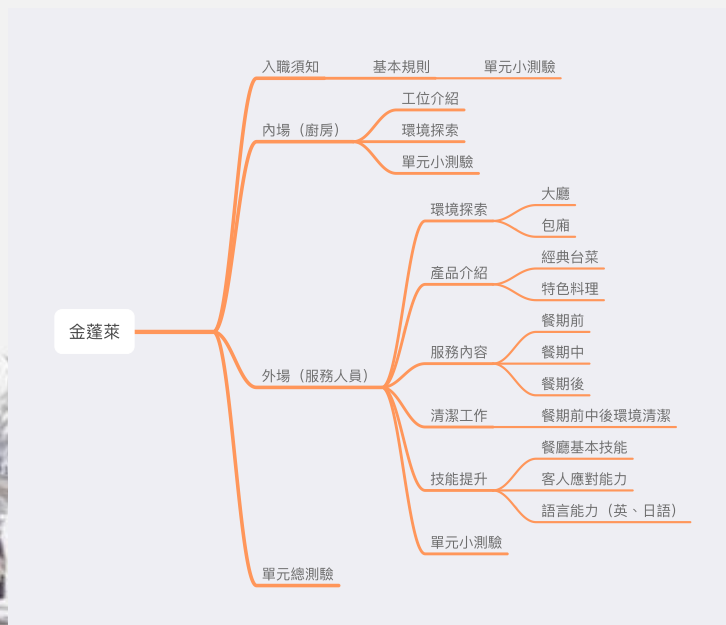 入職須知
基本規則
單元小測驗
內場（廚房）
工位介紹
環境探索
單元小測驗
金蓬萊
外場（服務人員）
環境探索
大廳
包廂
產品介紹
經典台菜
特色料理
服務內容
餐期前
餐期中
餐期後
清潔工作
餐期前中後環境清潔
技能提升
餐廳基本技能
客人應對能力
語言能力（英、日語）
單元小測驗
單元總測驗